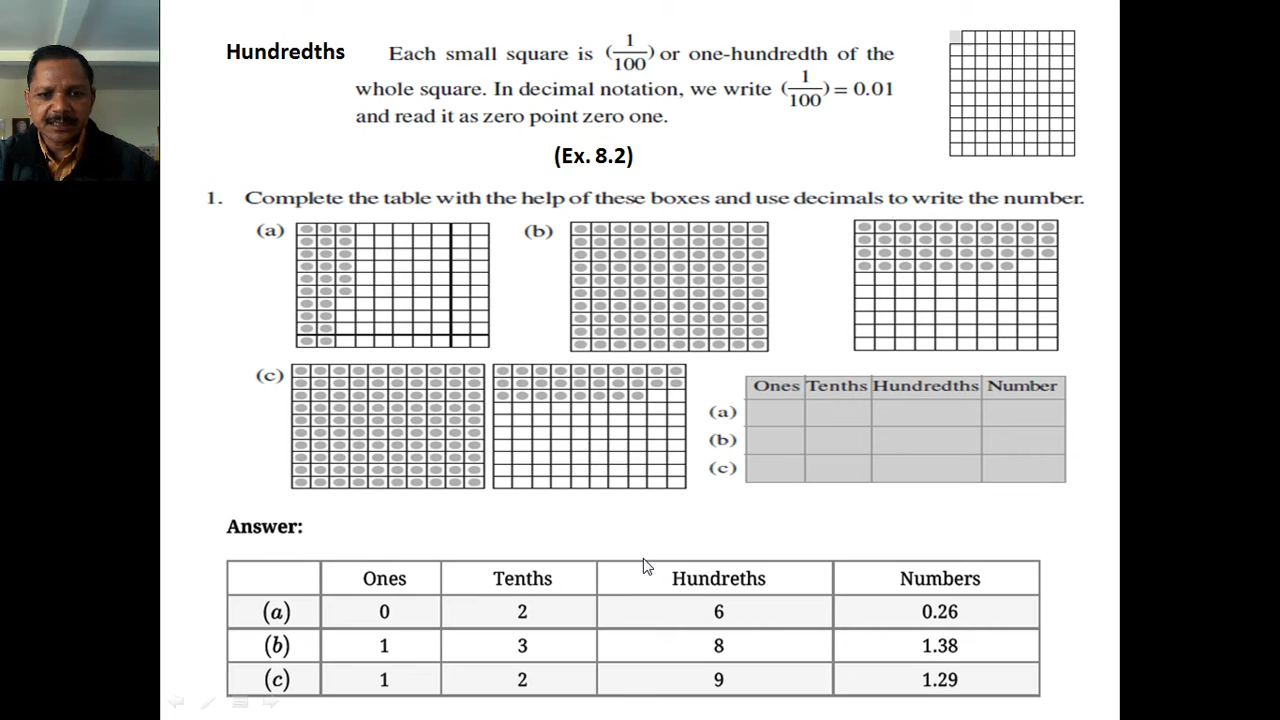 Hundredths Each small square is (1/100) or one-hundredth of the
whole square. In decimal notation, we write (1/100) = 0.01
and read it as zero point zero one.
(Ex. 8.2)
1. Complete the table with the help of these boxes and use decimals to write the number.
(a) (b)
(c)
Ones Tenths Hundredths Number
(a)
(b)
(c)
Answer:
Ones Tenths Hundreths Numbers
(a) 0 2 6 0.26
(b) 1 3 8 1.38
(c) 1 2 9 1.29